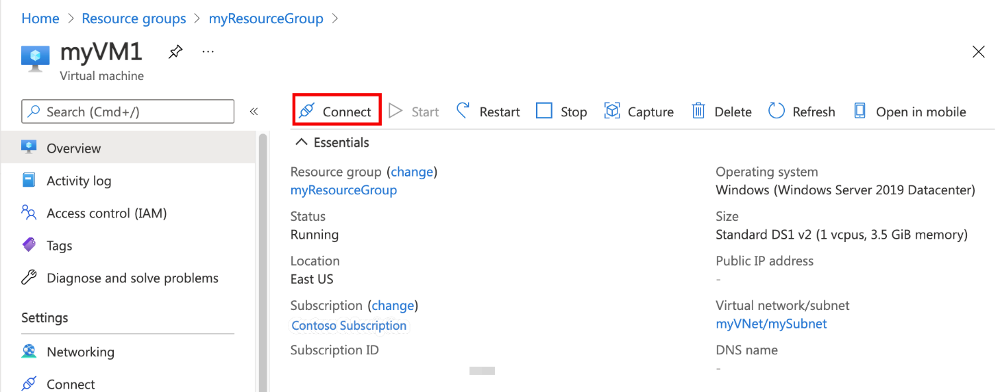 Home > Resource groups > myResourceGroup >
myVM1 ...
Virtual machine
Search (Cmd+/) «
Connect Start Restart Stop Capture Delete Refresh Open in mobile
Overview
Activity log
Access control (IAM)
Tags
Diagnose and solve problems
Settings
Networking
Connect
Essentials
Resource group (change)
myResourceGroup
Status
Running
Location
East US
Subscription (change)
Contoso Subscription
Subscription ID
Operating system
Windows (Windows Server 2019 Datacenter)
Size
Standard DS1 v2 (1 vcpus, 3.5 GiB memory)
Public IP address
-
Virtual network/subnet
myVNet/mySubnet
DNS name
-